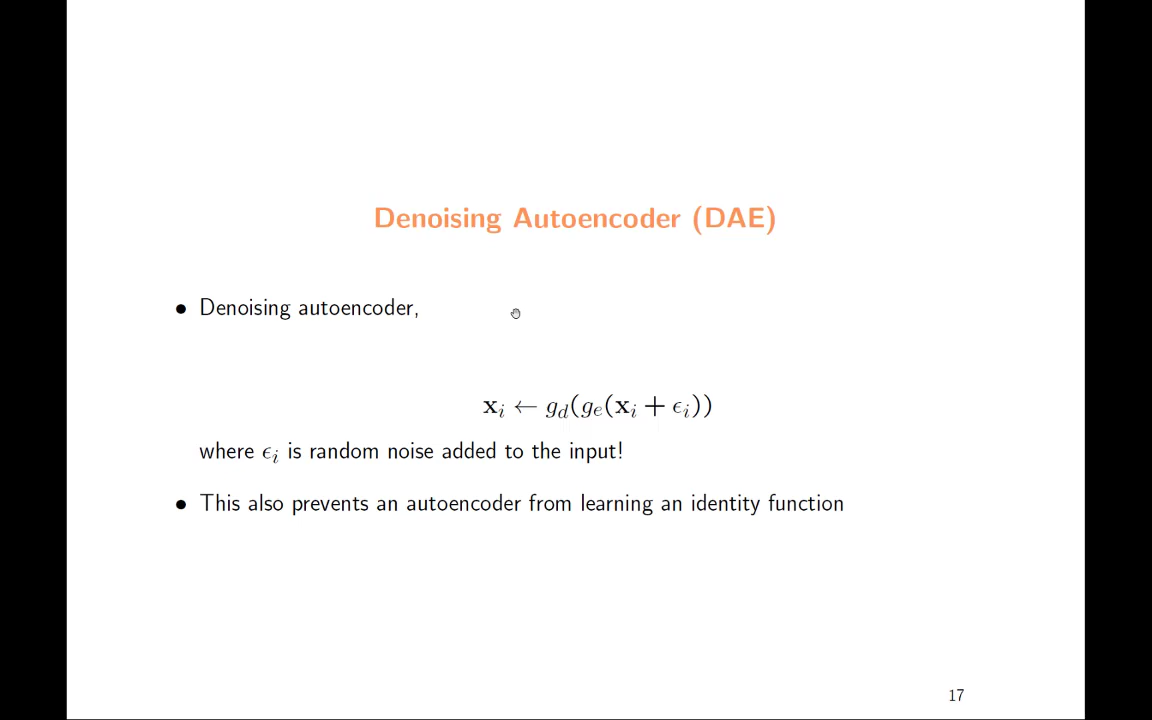 Denoising Autoencoder (DAE)
• Denoising autoencoder,
𝐱ᵢ ← g_d(g_e(𝐱ᵢ + ϵᵢ))
where ϵᵢ is random noise added to the input!
• This also prevents an autoencoder from learning an identity function
17